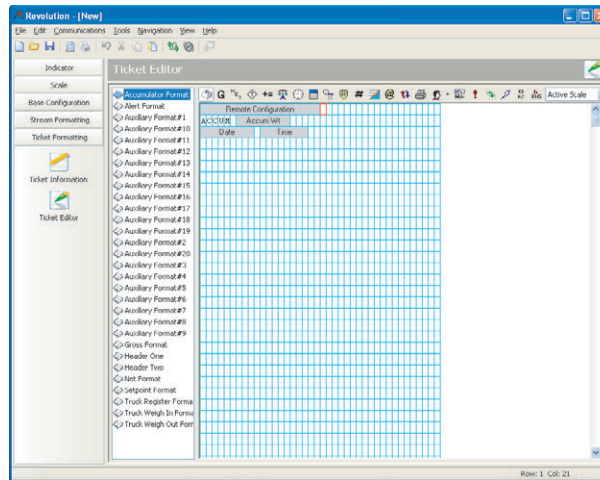 Revolution - [New]
File Edit Communications Tools Navigation View Help
Indicator
Scale
Base Configuration
Stream Formatting
Ticket Formatting
Ticket Information
Ticket Editor
Ticket Editor
Accumulator Format
Alert Format
Auxiliary Format#1
Auxiliary Format#10
Auxiliary Format#11
Auxiliary Format#12
Auxiliary Format#13
Auxiliary Format#14
Auxiliary Format#15
Auxiliary Format#16
Auxiliary Format#17
Auxiliary Format#18
Auxiliary Format#19
Auxiliary Format#2
Auxiliary Format#20
Auxiliary Format#3
Auxiliary Format#4
Auxiliary Format#5
Auxiliary Format#6
Auxiliary Format#7
Auxiliary Format#8
Auxiliary Format#9
Gross Format
Header One
Header Two
Net Format
Setpoint Format
Truck Register Forma
Truck Weigh In Forma
Truck Weigh Out Forr
G Active Scale
Remote Configuration
ACCUM Accum Wt
Date Time
Row: 1 Col: 21